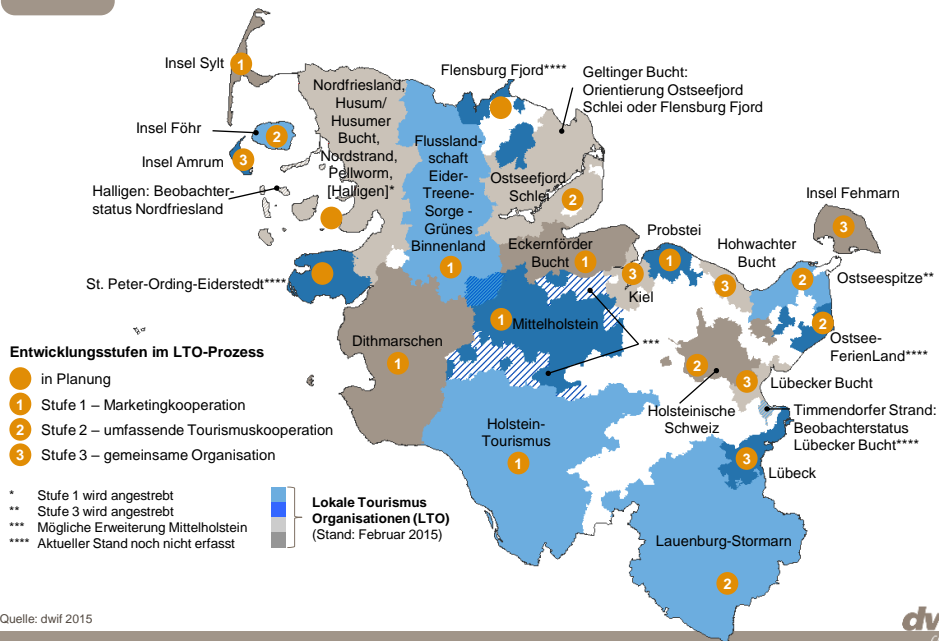 Insel Sylt
1
Flensburg Fjord****
Geltinger Bucht:
Orientierung Ostseefjord
Schlei oder Flensburg Fjord
Nordfriesland,
Husum/
Husumer
Bucht,
Nordstrand,
Pellworm,
[Halligen]*
Insel Föhr
2
Flussland-
schaft
Eider-
Treene-
Sorge -
Grünes
Binnenland
1
Insel Amrum
3
Ostseefjord
Schlei
2
Halligen: Beobachter-
status Nordfriesland
Insel Fehmarn
3
Eckernförder
Bucht
1
Probstei
1
Hohwachter
Bucht
3
Ostseespitze**
2
St. Peter-Ording-Eiderstedt****
3
Kiel
1
Mittelholstein
***
2
Ostsee-
FerienLand****
Dithmarschen
1
Entwicklungsstufen im LTO-Prozess
in Planung
1 Stufe 1 – Marketingkooperation
2 Stufe 2 – umfassende Tourismuskooperation
3 Stufe 3 – gemeinsame Organisation
2
Holsteinische
Schweiz
3
Lübecker Bucht
Timmendorfer Strand:
Beobachterstatus
Lübecker Bucht****
Holstein-
Tourismus
1
3
Lübeck
* Stufe 1 wird angestrebt
** Stufe 3 wird angestrebt
*** Mögliche Erweiterung Mittelholstein
**** Aktueller Stand noch nicht erfasst
Lokale Tourismus
Organisationen (LTO)
(Stand: Februar 2015)
Lauenburg-Stormarn
2
Quelle: dwif 2015